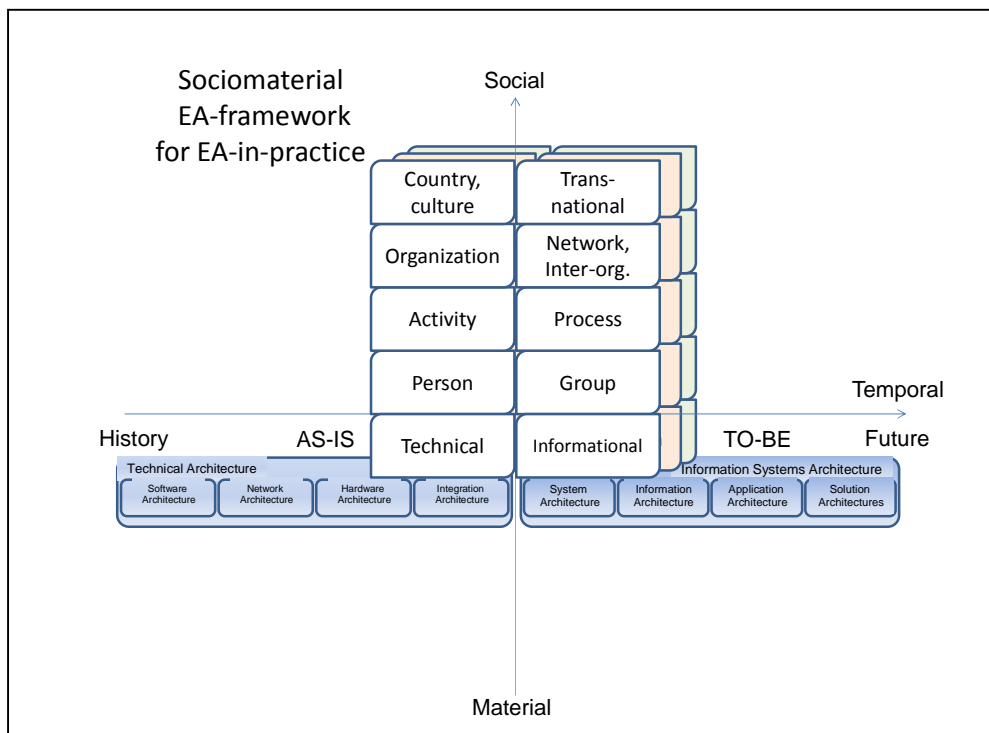 Sociomaterial
EA-framework
for EA-in-practice
Social
Country,
culture
Trans-
national
Organization
Network,
Inter-org.
Activity
Process
Person
Group
Temporal
History
AS-IS
Technical
Informational
TO-BE
Future
Technical Architecture
Information Systems Architecture
Software
Architecture
Network
Architecture
Hardware
Architecture
Integration
Architecture
System
Architecture
Information
Architecture
Application
Architecture
Solution
Architectures
Material